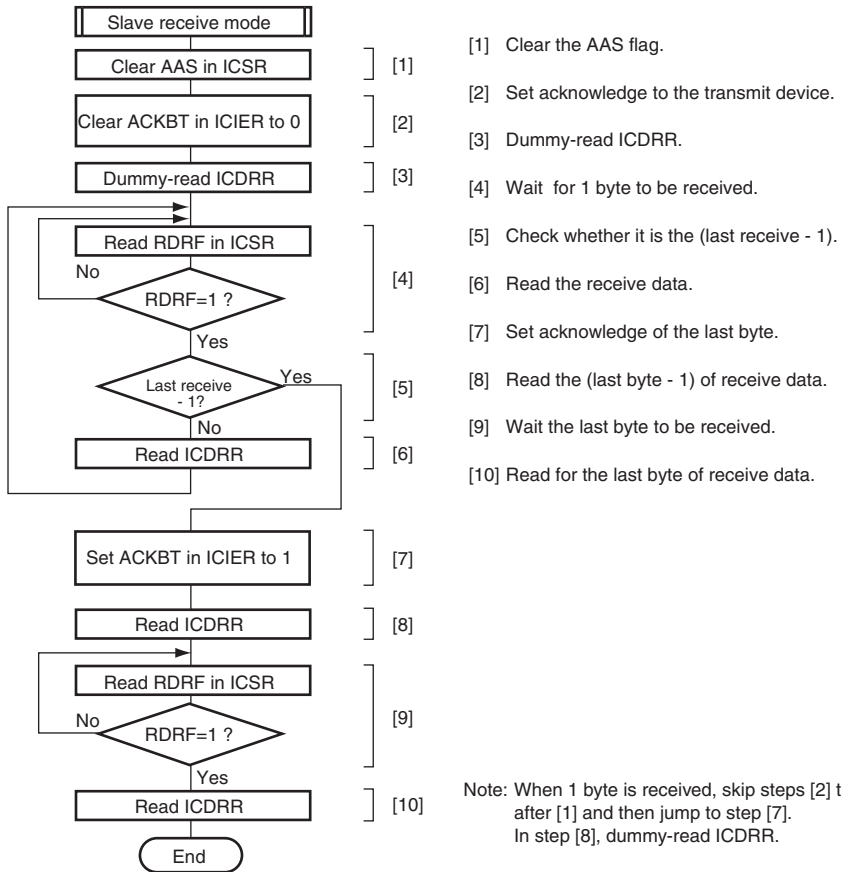 Slave receive mode
Clear AAS in ICSR
[1]
Clear ACKBT in ICIER to 0
[2]
Dummy-read ICDRR
[3]
Read RDRF in ICSR
No
RDRF=1 ?
[4]
Yes
Last receive
- 1?
Yes
[5]
No
Read ICDRR
[6]
Set ACKBT in ICIER to 1
[7]
Read ICDRR
[8]
Read RDRF in ICSR
No
RDRF=1 ?
[9]
Yes
Read ICDRR
[10]
End
[1] Clear the AAS flag.
[2] Set acknowledge to the transmit device.
[3] Dummy-read ICDRR.
[4] Wait for 1 byte to be received.
[5] Check whether it is the (last receive - 1).
[6] Read the receive data.
[7] Set acknowledge of the last byte.
[8] Read the (last byte - 1) of receive data.
[9] Wait the last byte to be received.
[10] Read for the last byte of receive data.
Note: When 1 byte is received, skip steps [2] t
after [1] and then jump to step [7].
In step [8], dummy-read ICDRR.